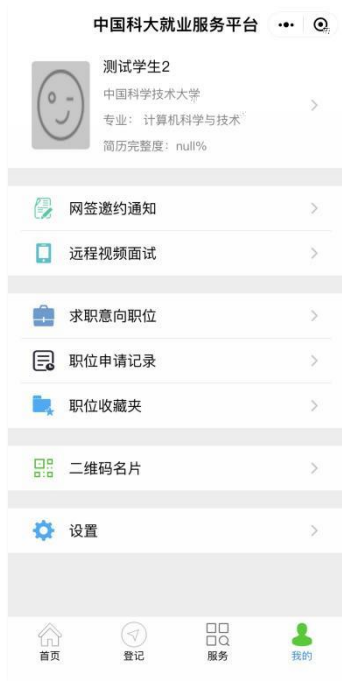 中国科大就业服务平台
测试学生2
中国科学技术大学
专业： 计算机科学与技术
简历完整度：null%
网签邀约通知
远程视频面试
求职意向职位
职位申请记录
职位收藏夹
二维码名片
设置
首页 登记 服务 我的